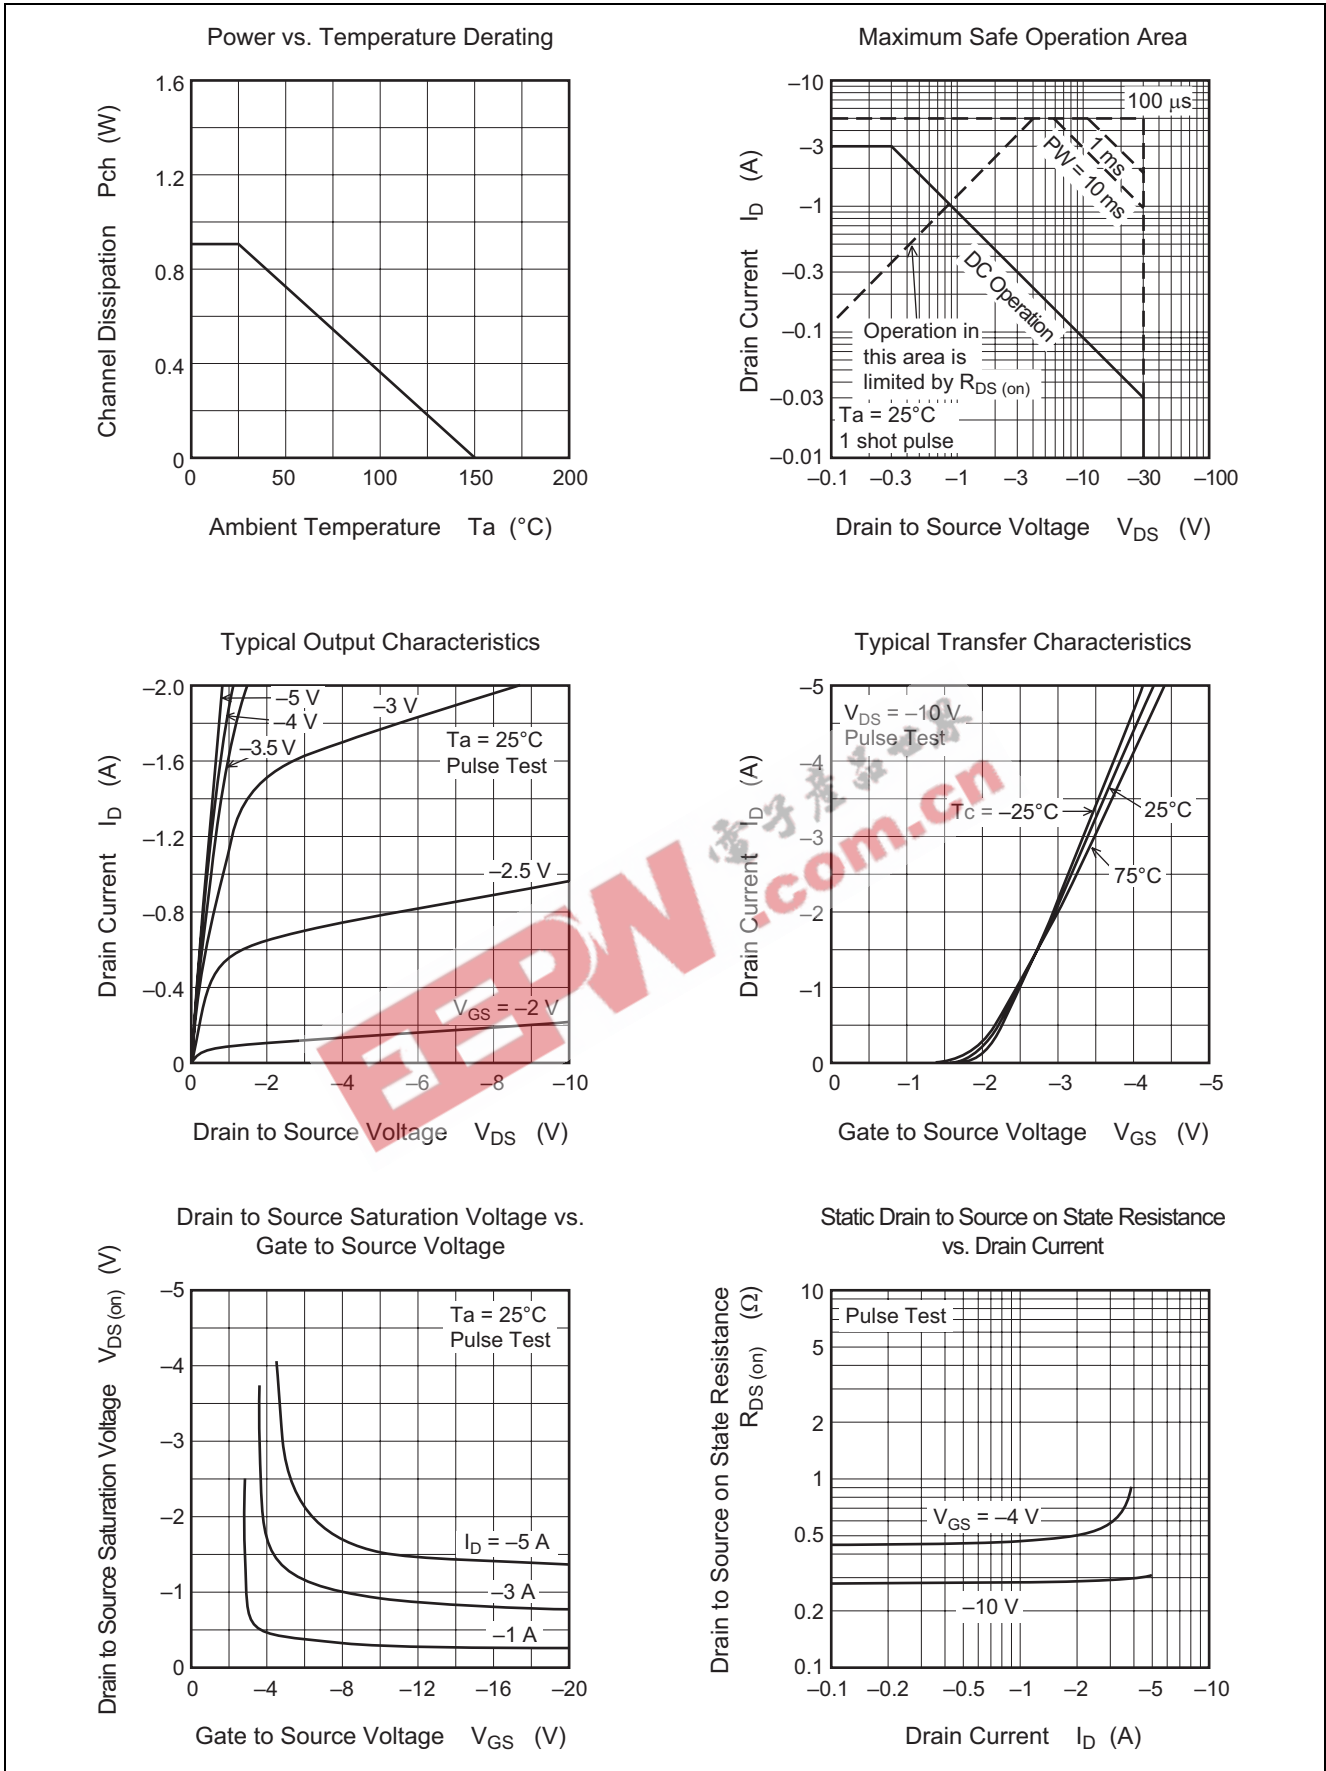 Power vs. Temperature Derating
1.6
1.2
0.8
0.4
0
0 50 100 150 200
Channel Dissipation Pch (W)
Ambient Temperature Ta (°C)
Maximum Safe Operation Area
–10
–3
–1
–0.3
–0.1
–0.03
–0.01
–0.1 –0.3 –1 –3 –10 –30 –100
Drain Current ID (A)
100 µs
1 ms
PW = 10 ms
DC Operation
Operation in
this area is
limited by RDS (on)
Ta = 25°C
1 shot pulse
Drain to Source Voltage VDS (V)
Typical Output Characteristics
–2.0
–1.6
–1.2
–0.8
–0.4
0
0 –2 –4 –6 –8 –10
Drain Current ID (A)
–5 V
–4 V
–3.5 V
–3 V
Ta = 25°C
Pulse Test
–2.5 V
VGS = –2 V
Drain to Source Voltage VDS (V)
Typical Transfer Characteristics
–5
–4
–3
–2
–1
0
0 –1 –2 –3 –4 –5
Drain Current ID (A)
VDS = –10 V
Pulse Test
Tc = –25°C
25°C
75°C
Gate to Source Voltage VGS (V)
EEPW
.com.cn
電子産品世界
Drain to Source Saturation Voltage vs.
Gate to Source Voltage
–5
–4
–3
–2
–1
0
0 –4 –8 –12 –16 –20
Drain to Source Saturation Voltage VDS (on) (V)
Ta = 25°C
Pulse Test
ID = –5 A
–3 A
–1 A
Gate to Source Voltage VGS (V)
Static Drain to Source on State Resistance
vs. Drain Current
10
5
2
1
0.5
0.2
0.1
–0.1 –0.2 –0.5 –1 –2 –5 –10
Drain to Source on State Resistance
RDS (on) (Ω)
Pulse Test
VGS = –4 V
–10 V
Drain Current ID (A)